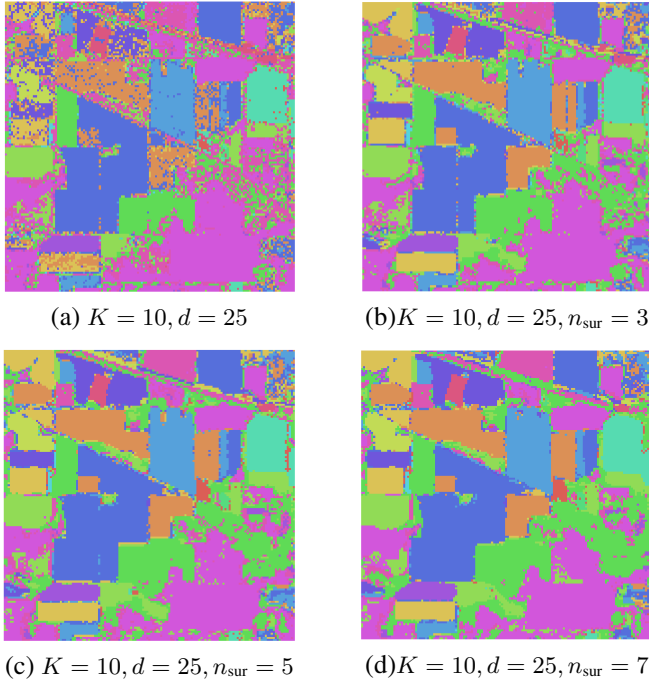 (a) K = 10, d = 25
(b)K = 10, d = 25, n_sur = 3
(c) K = 10, d = 25, n_sur = 5
(d)K = 10, d = 25, n_sur = 7